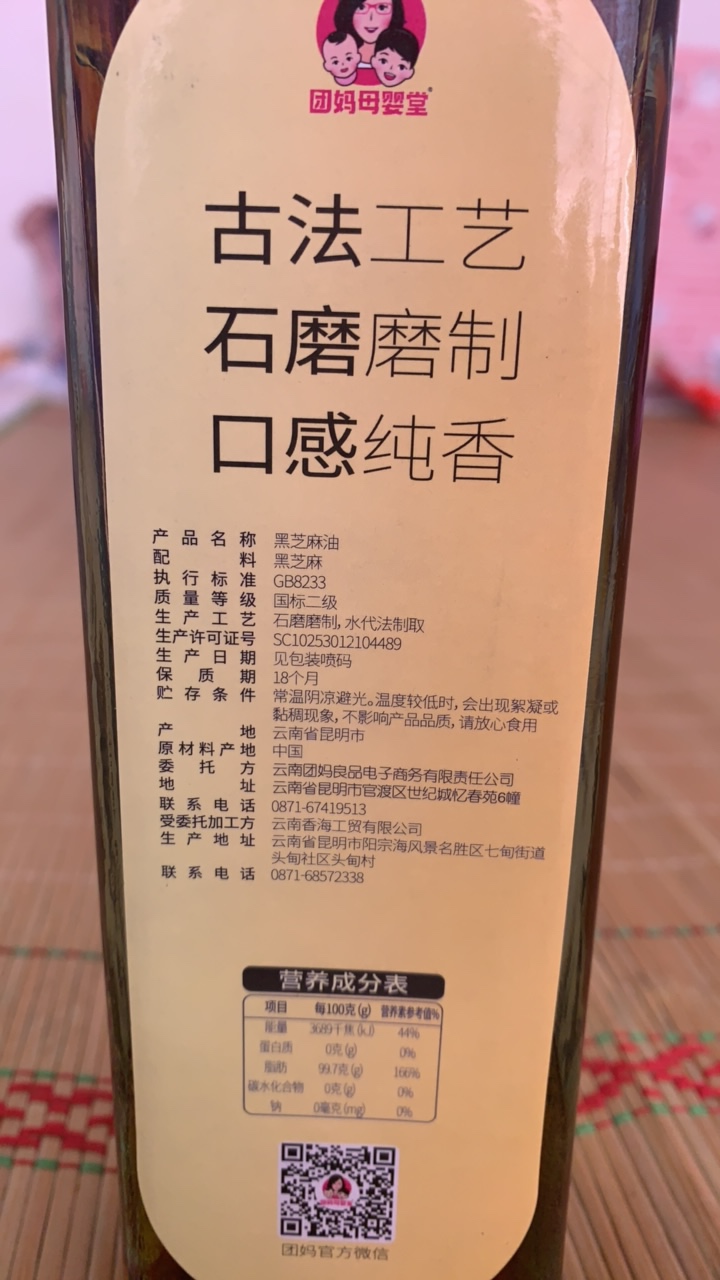 团妈母婴堂
古法工艺
石磨磨制
口感纯香
产品名称 黑芝麻油
配料 黑芝麻
执行标准 GB8233
质量等级 国标二级
生产工艺 石磨磨制,水代法制取
生产许可证号 SC10253012104489
生产日期 见包装喷码
保质期 18个月
贮存条件 常温阴凉避光。温度较低时,会出现絮凝或
黏稠现象,不影响产品品质,请放心食用
产地 云南省昆明市
原材料产地 中国
委托方 云南团妈良品电子商务有限责任公司
地址 云南省昆明市官渡区世纪城忆春苑6幢
联系电话 0871-67419513
受委托加工方 云南香海工贸有限公司
生产地址 云南省昆明市阳宗海风景名胜区七甸街道
头甸社区头甸村
联系电话 0871-68572338
营养成分表
项目 每100克(g) 营养素参考值%
能量 3689千焦(kJ) 44%
蛋白质 0克(g) 0%
脂肪 99.7克(g) 166%
碳水化合物 0克(g) 0%
钠 0毫克(mg) 0%
团妈官方微信